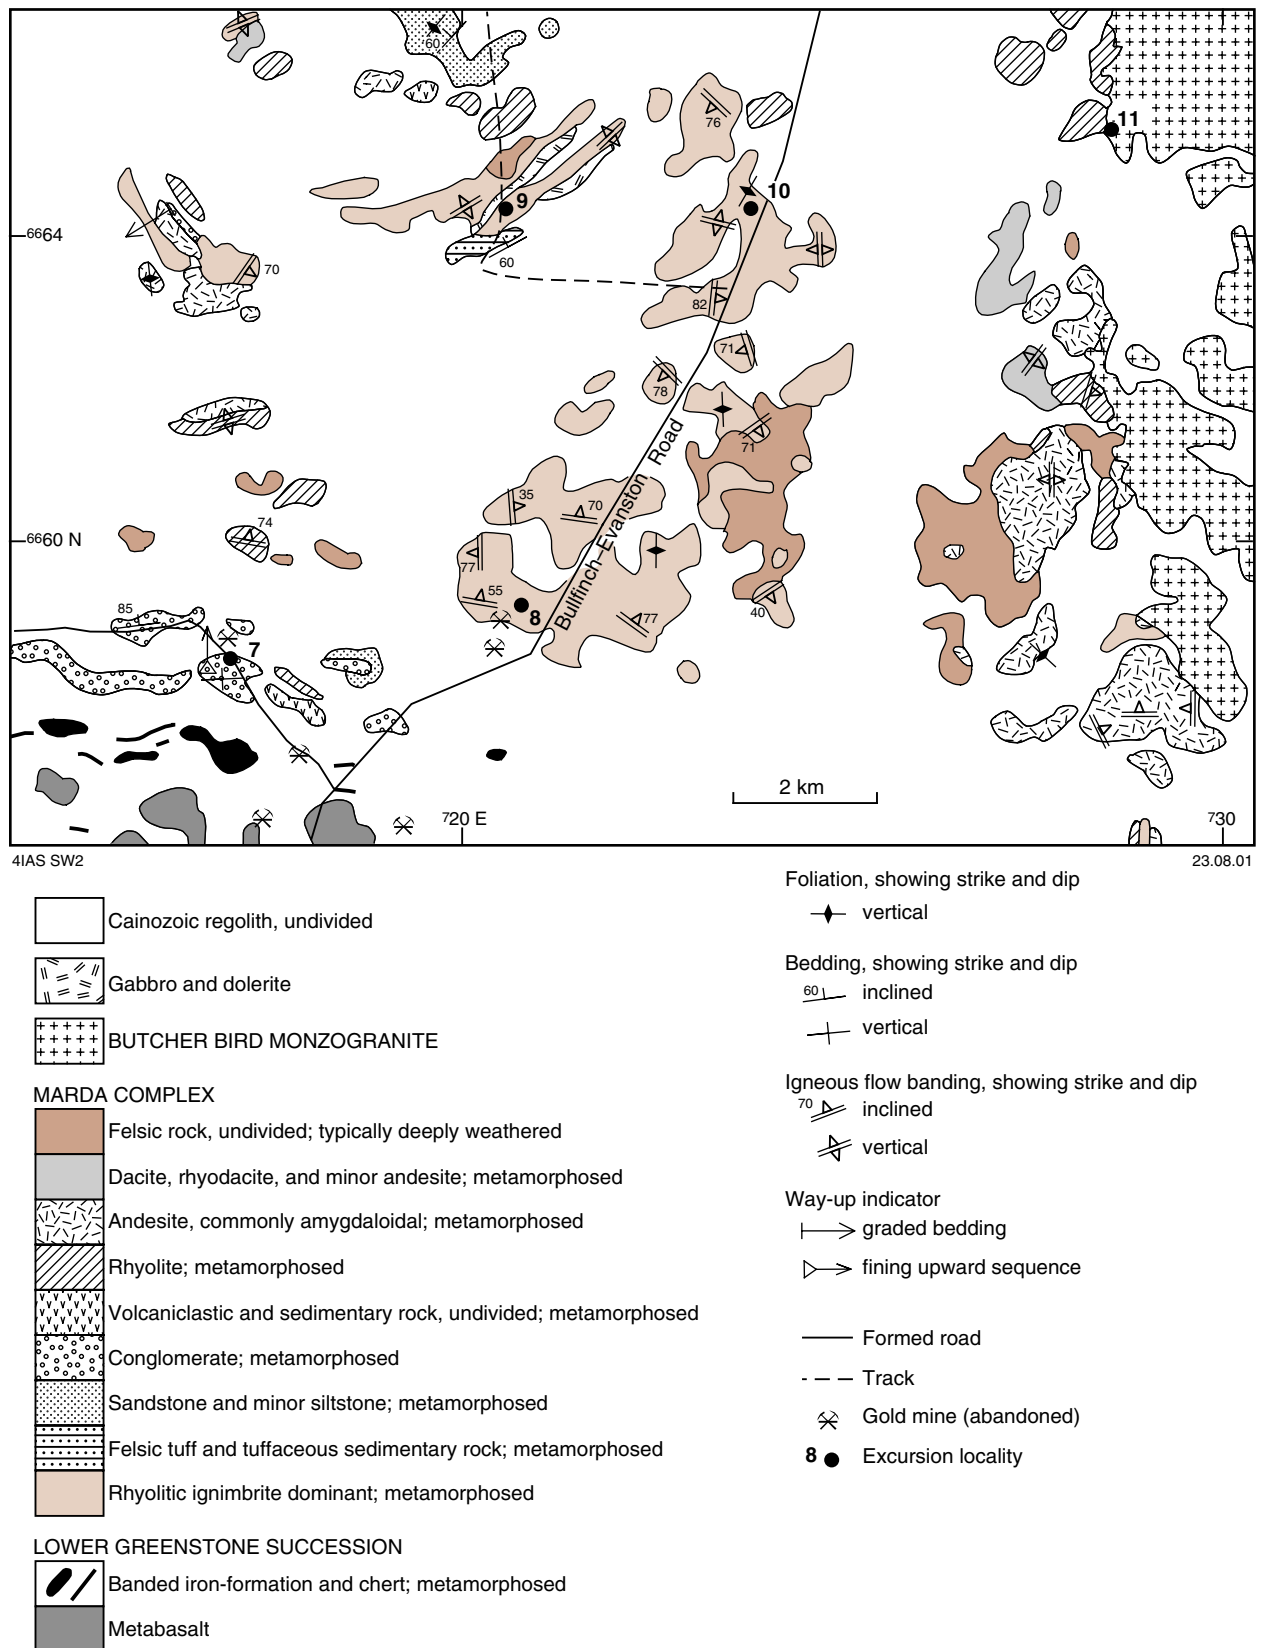 60
11
76
10
9
6664
70
60
82
71
78
71
Bullfinch–Evanston Road
35
70
74
6660 N
77
55
8
77
40
85
7
2 km
720 E
730
4IAS SW2
23.08.01
Cainozoic regolith, undivided
Gabbro and dolerite
BUTCHER BIRD MONZOGRANITE
MARDA COMPLEX
Felsic rock, undivided; typically deeply weathered
Dacite, rhyodacite, and minor andesite; metamorphosed
Andesite, commonly amygdaloidal; metamorphosed
Rhyolite; metamorphosed
Volcaniclastic and sedimentary rock, undivided; metamorphosed
Conglomerate; metamorphosed
Sandstone and minor siltstone; metamorphosed
Felsic tuff and tuffaceous sedimentary rock; metamorphosed
Rhyolitic ignimbrite dominant; metamorphosed
LOWER GREENSTONE SUCCESSION
Banded iron-formation and chert; metamorphosed
Metabasalt
Foliation, showing strike and dip
vertical
Bedding, showing strike and dip
60 inclined
vertical
Igneous flow banding, showing strike and dip
70 inclined
vertical
Way-up indicator
graded bedding
fining upward sequence
Formed road
Track
Gold mine (abandoned)
8 Excursion locality